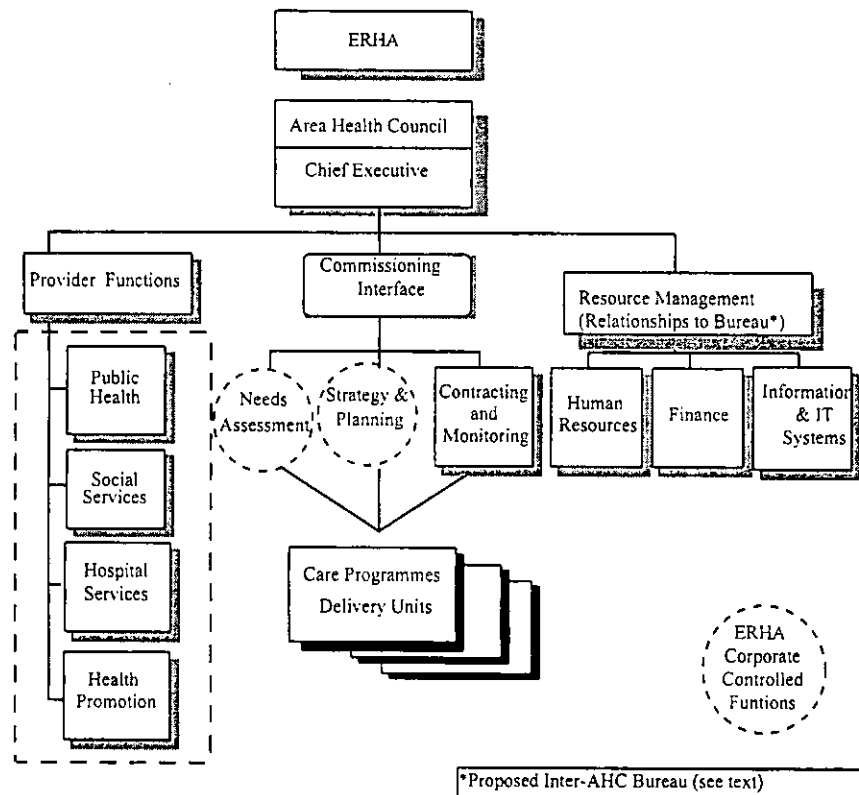 ERHA
Area Health Council
Chief Executive
Provider Functions
Commissioning
Interface
Resource Management
(Relationships to Bureau*)
Public
Health
Social
Services
Hospital
Services
Health
Promotion
Needs
Assessment
Strategy &
Planning
Contracting
and
Monitoring
Human
Resources
Finance
Information
& IT
Systems
Care Programmes
Delivery Units
ERHA
Corporate
Controlled
Funtions
*Proposed Inter-AHC Bureau (see text)